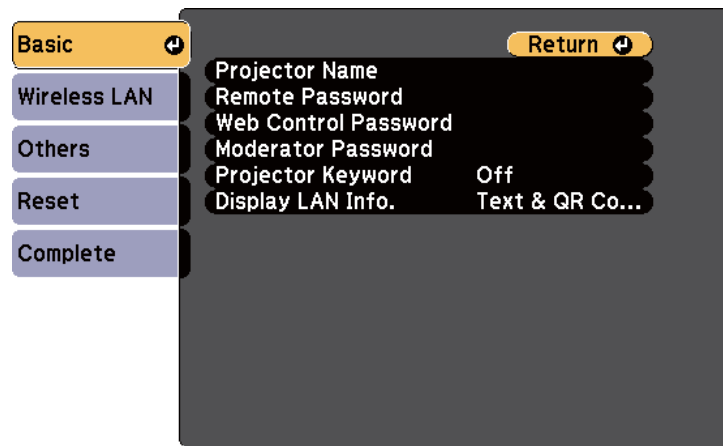 Basic
Wireless LAN
Others
Reset
Complete
Return
Projector Name
Remote Password
Web Control Password
Moderator Password
Projector Keyword Off
Display LAN Info. Text & QR Co...